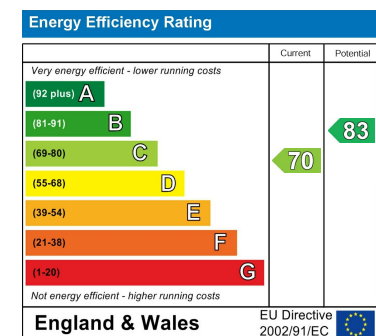 Energy Efficiency Rating
Current Potential
Very energy efficient - lower running costs
(92 plus) A
(81-91) B
83
(69-80) C
70
(55-68) D
(39-54) E
(21-38) F
(1-20) G
Not energy efficient - higher running costs
England & Wales
EU Directive
2002/91/EC